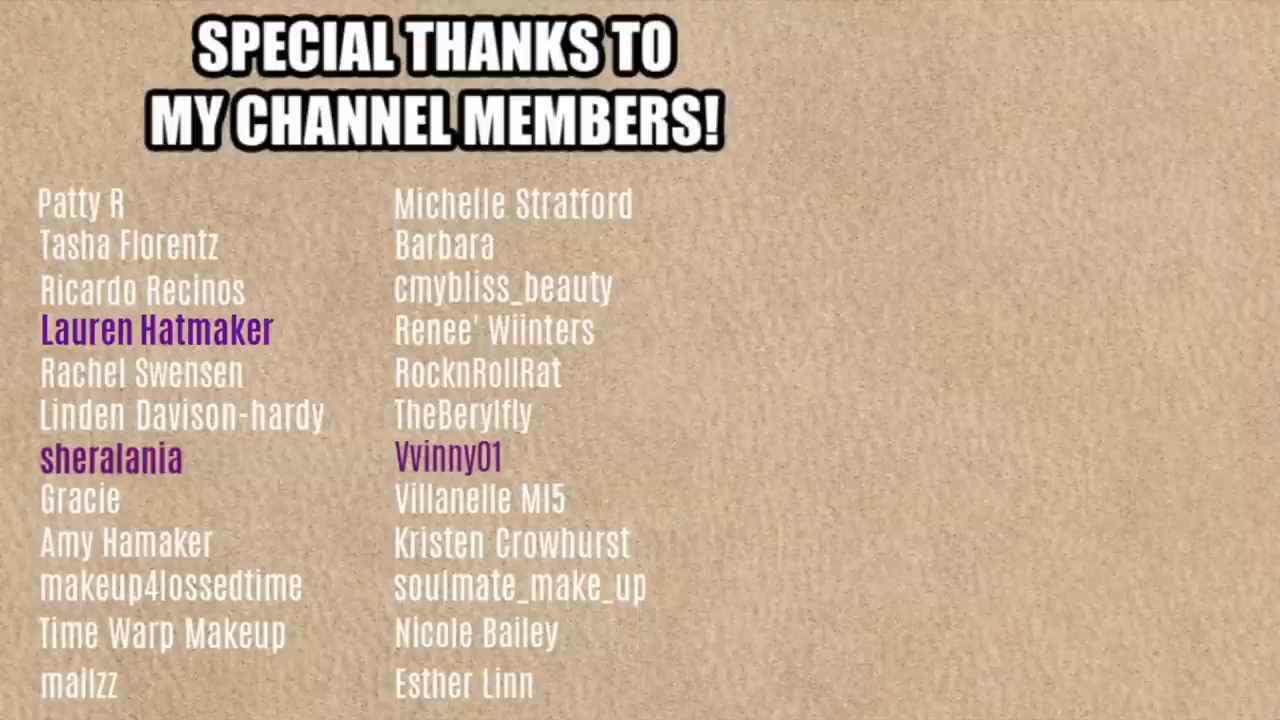 SPECIAL THANKS TO
MY CHANNEL MEMBERS!
Patty R
Tasha Florentz
Ricardo Recinos
Lauren Hatmaker
Rachel Swensen
Linden Davison-hardy
sheralania
Gracie
Amy Hamaker
makeup4lossedtime
Time Warp Makeup
mallzz
Michelle Stratford
Barbara
cmybliss_beauty
Renee' Wiinters
RocknRollRat
TheBerylfly
Vvinny01
Villanelle MI5
Kristen Crowhurst
soulmate_make_up
Nicole Bailey
Esther Linn